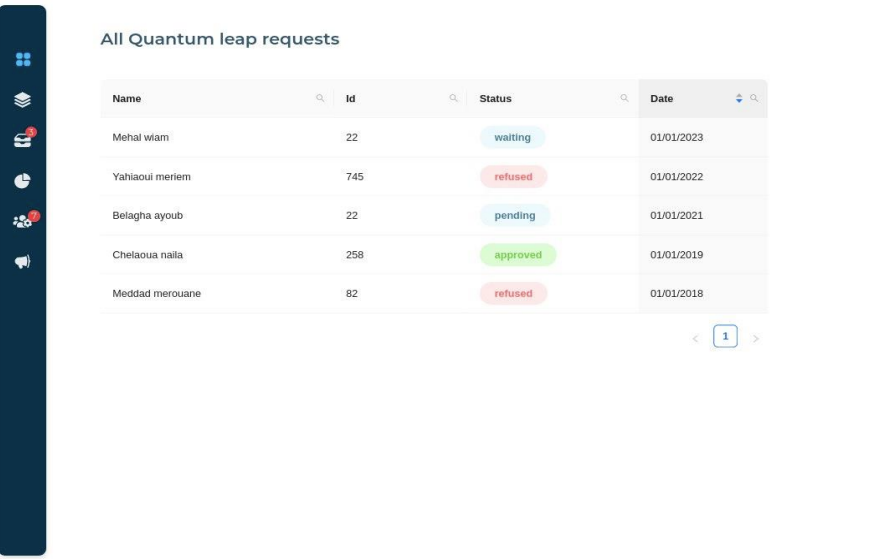 All Quantum leap requests
Name Id Status Date
Mehal wiam 22 waiting 01/01/2023
3
Yahiaoui meriem 745 refused 01/01/2022
Belagha ayoub 22 pending 01/01/2021
7
Chelaoua naila 258 approved 01/01/2019
Meddad merouane 82 refused 01/01/2018
1